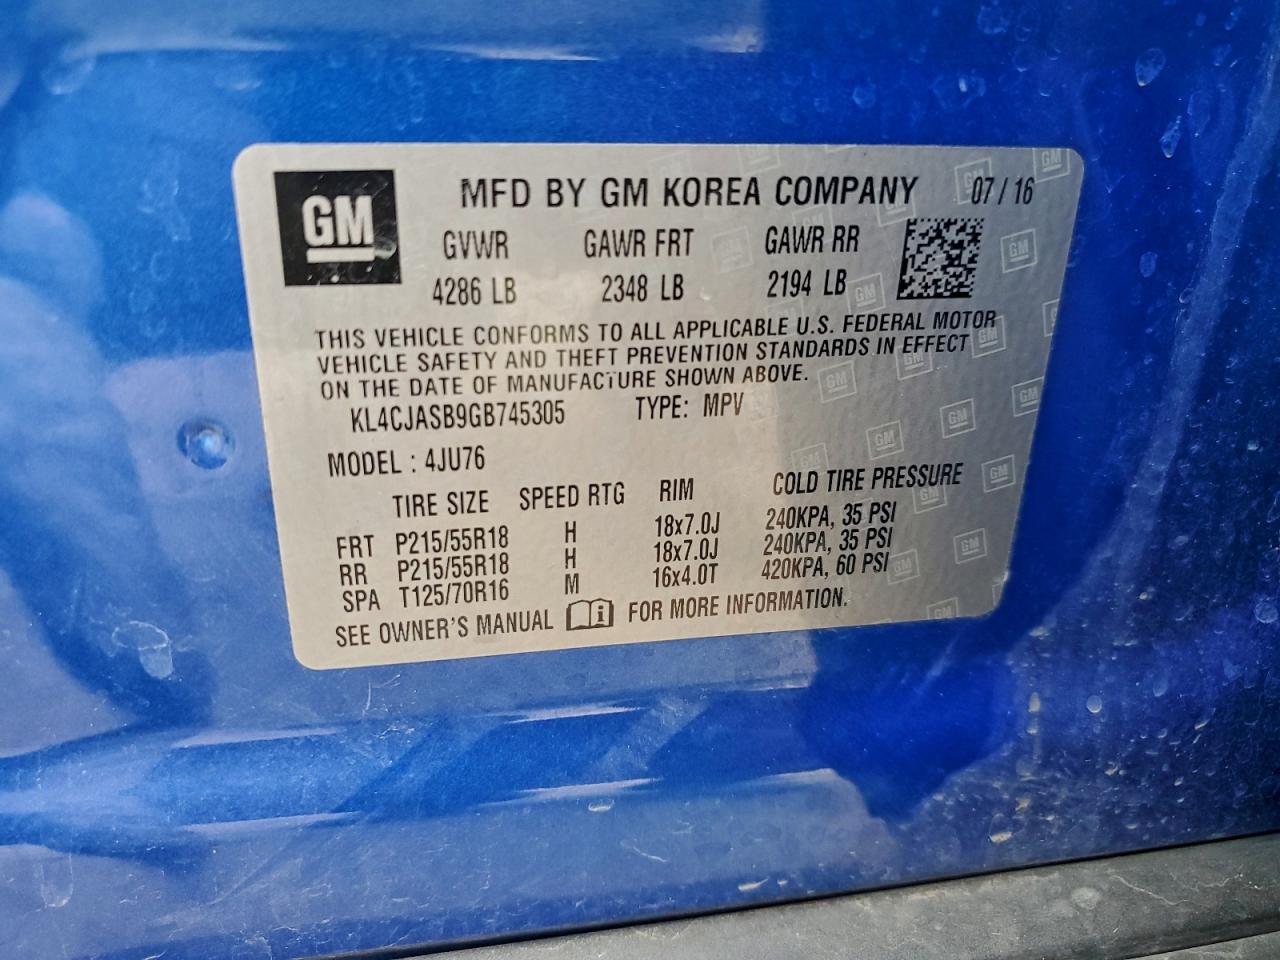 GM
MFD BY GM KOREA COMPANY 07 / 16
GVWR GAWR FRT GAWR RR
4286 LB 2348 LB 2194 LB
THIS VEHICLE CONFORMS TO ALL APPLICABLE U.S. FEDERAL MOTOR
VEHICLE SAFETY AND THEFT PREVENTION STANDARDS IN EFFECT
ON THE DATE OF MANUFACTURE SHOWN ABOVE.
KL4CJASB9GB745305 TYPE: MPV
MODEL : 4JU76
TIRE SIZE SPEED RTG RIM COLD TIRE PRESSURE
FRT P215/55R18 H 18x7.0J 240KPA, 35 PSI
RR P215/55R18 H 18x7.0J 240KPA, 35 PSI
SPA T125/70R16 M 16x4.0T 420KPA, 60 PSI
SEE OWNER'S MANUAL FOR MORE INFORMATION.